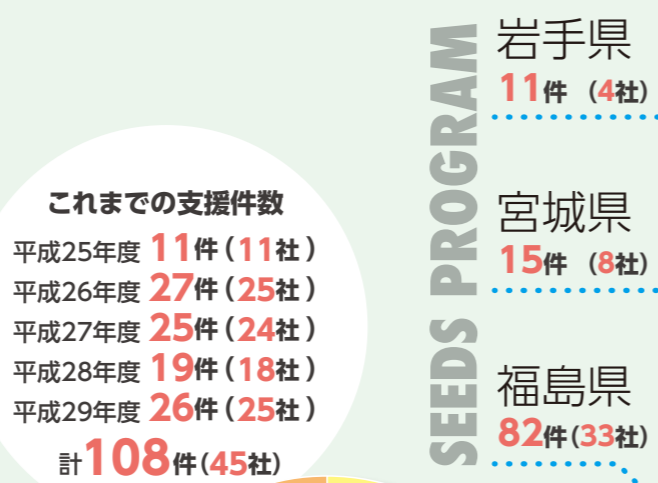 これまでの支援件数
平成25年度 11件(11社)
平成26年度 27件(25社)
平成27年度 25件(24社)
平成28年度 19件(18社)
平成29年度 26件(25社)
計108件(45社)
SEEDS PROGRAM
岩手県
11件 (4社)
宮城県
15件 (8社)
福島県
82件(33社)